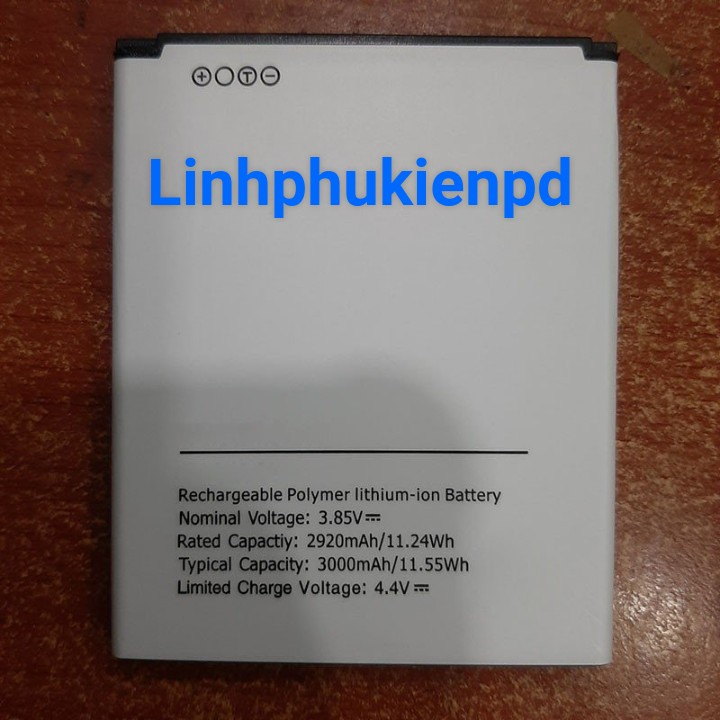 ⊕○Ⓣ⊖
Linhphukienpd
Rechargeable Polymer lithium-ion Battery
Nominal Voltage: 3.85V⎓
Rated Capactiy: 2920mAh/11.24Wh
Typical Capacity: 3000mAh/11.55Wh
Limited Charge Voltage: 4.4V⎓